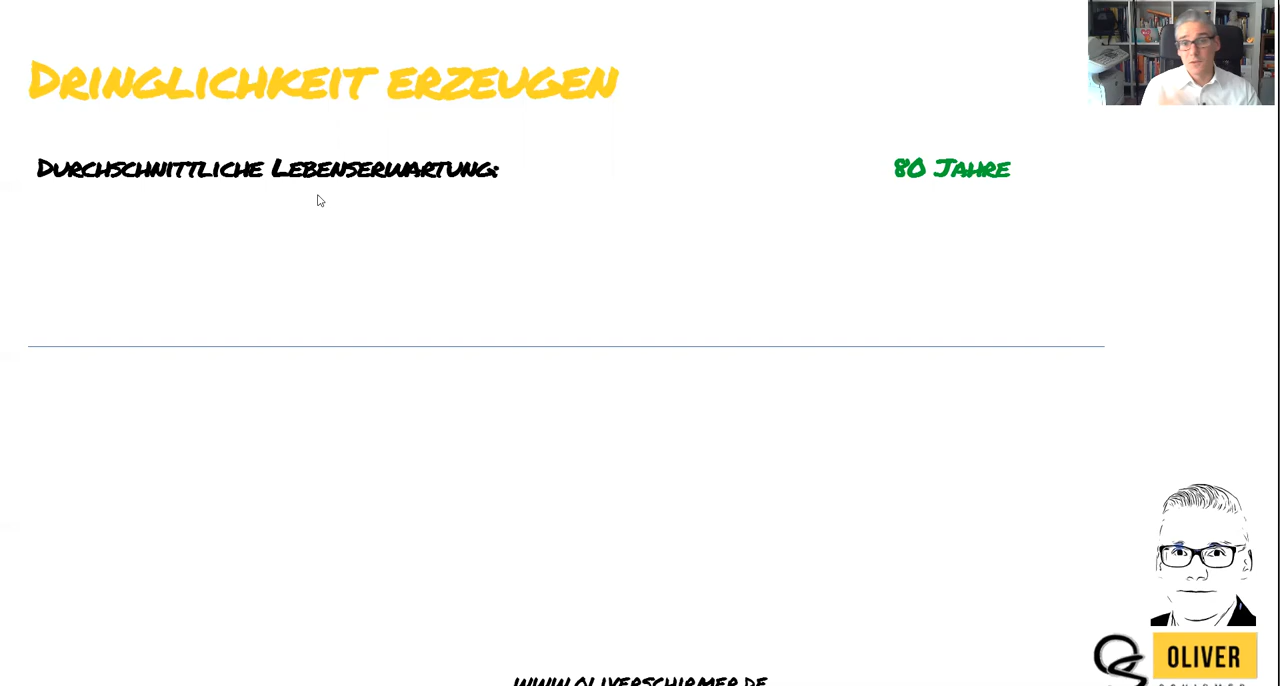 Dringlichkeit erzeugen
Durchschnittliche Lebenserwartung: 80 Jahre
OLIVER
www.oliverschirmer.de